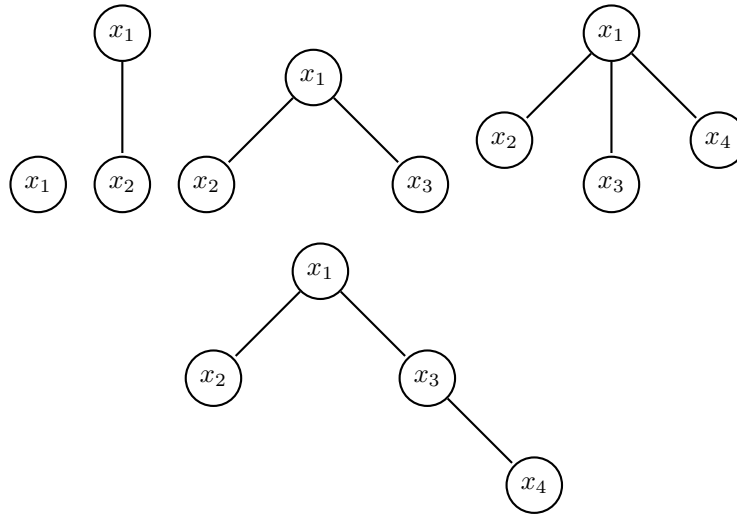 x₁ x₁
x₁
x₂ x₄
x₁ x₂ x₂ x₃ x₃
x₁
x₂ x₃
x₄